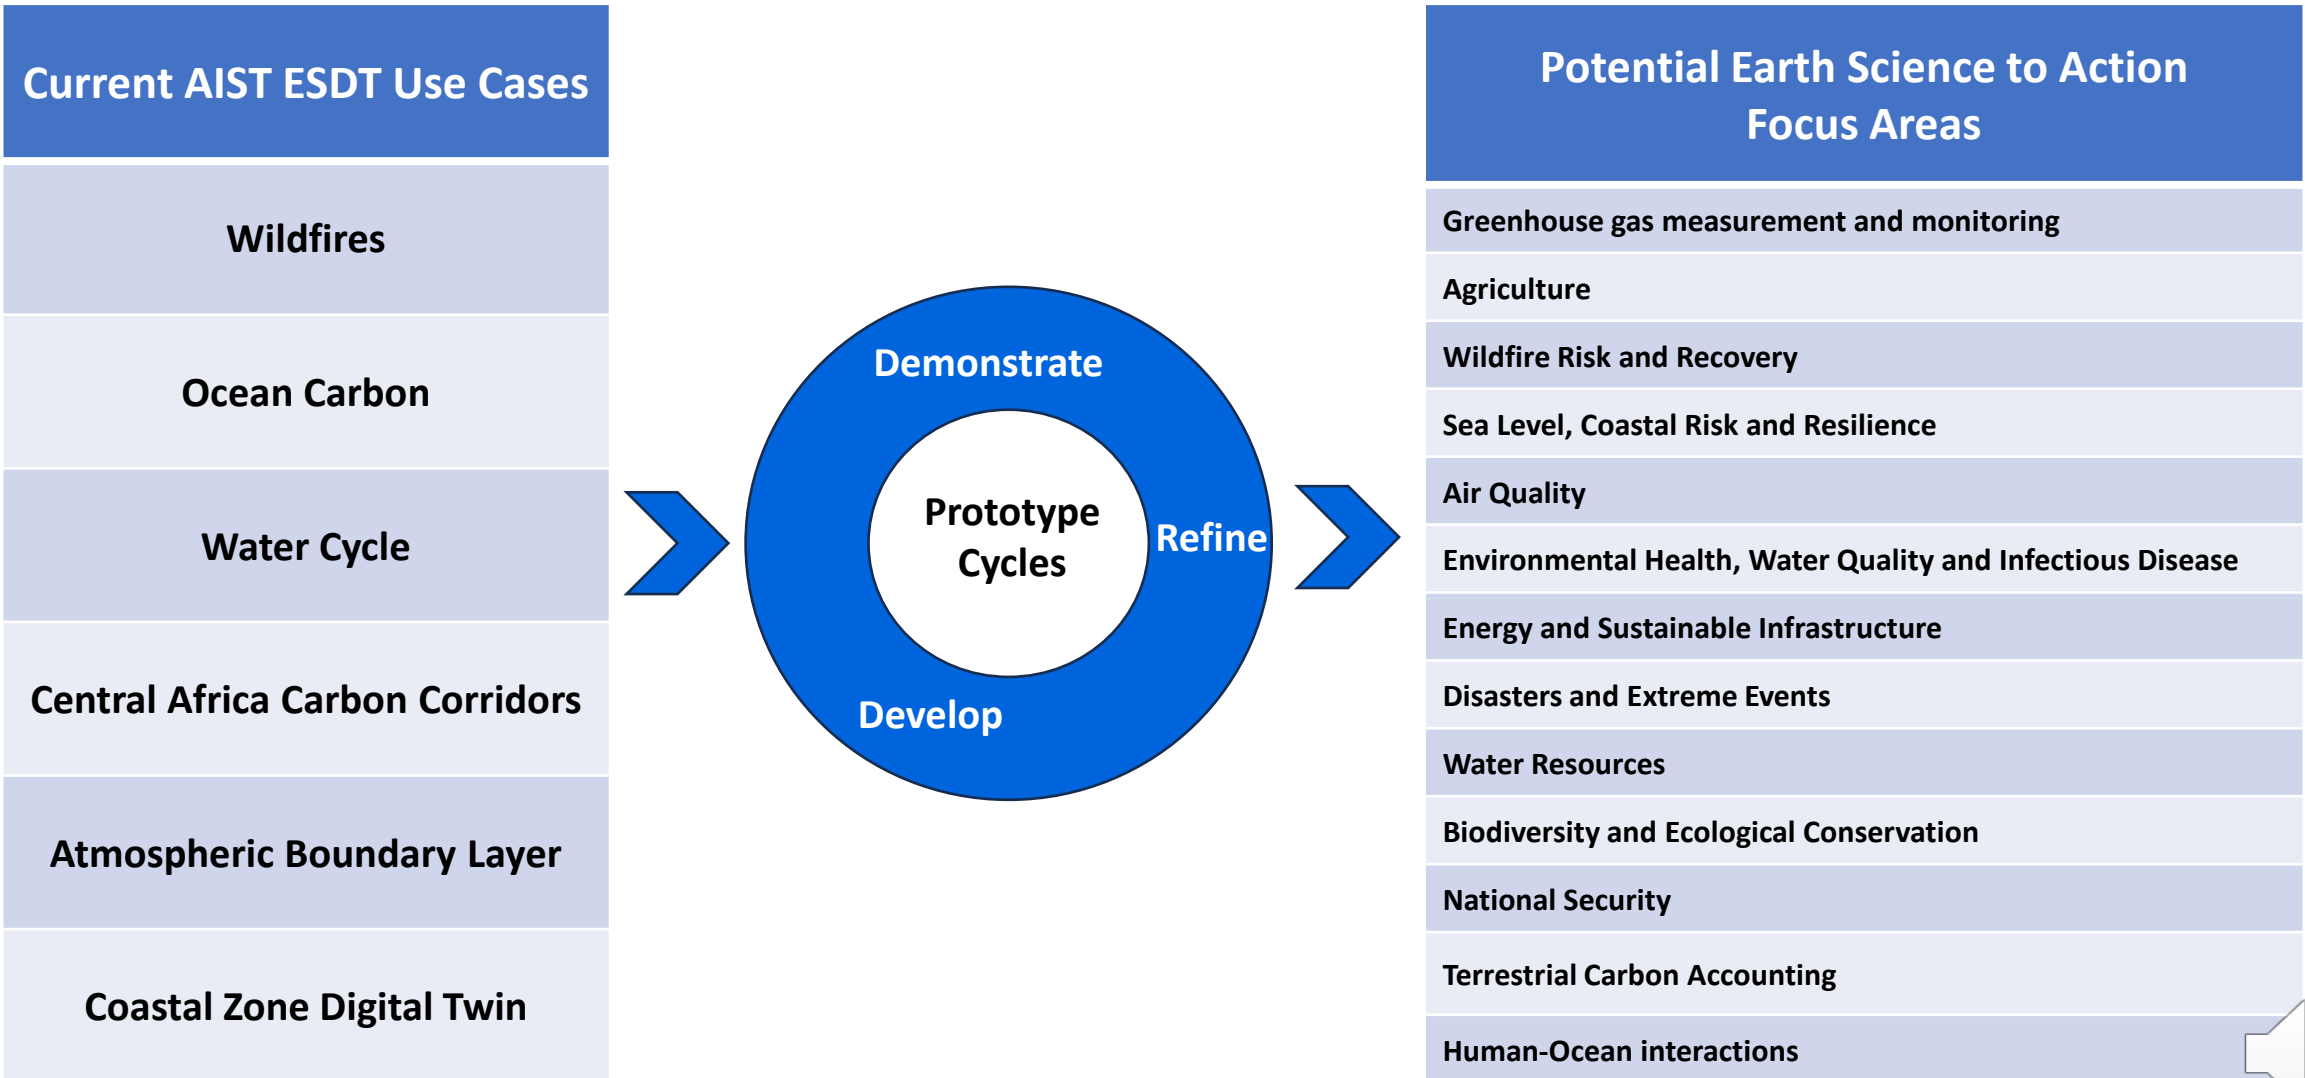 Current AIST ESDT Use Cases
Wildfires
Ocean Carbon
Water Cycle
Central Africa Carbon Corridors
Atmospheric Boundary Layer
Coastal Zone Digital Twin
Demonstrate
Refine
Develop
Prototype
Cycles
Potential Earth Science to Action
Focus Areas
Greenhouse gas measurement and monitoring
Agriculture
Wildfire Risk and Recovery
Sea Level, Coastal Risk and Resilience
Air Quality
Environmental Health, Water Quality and Infectious Disease
Energy and Sustainable Infrastructure
Disasters and Extreme Events
Water Resources
Biodiversity and Ecological Conservation
National Security
Terrestrial Carbon Accounting
Human-Ocean interactions